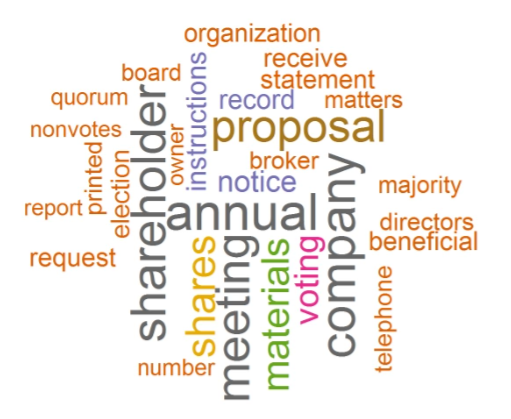 organization
receive
board
statement
quorum
instructions
record
matters
shareholder
nonvotes
owner
proposal
printed
election
broker
notice
company
majority
report
annual
directors
beneficial
request
shares
meeting
materials
voting
telephone
number